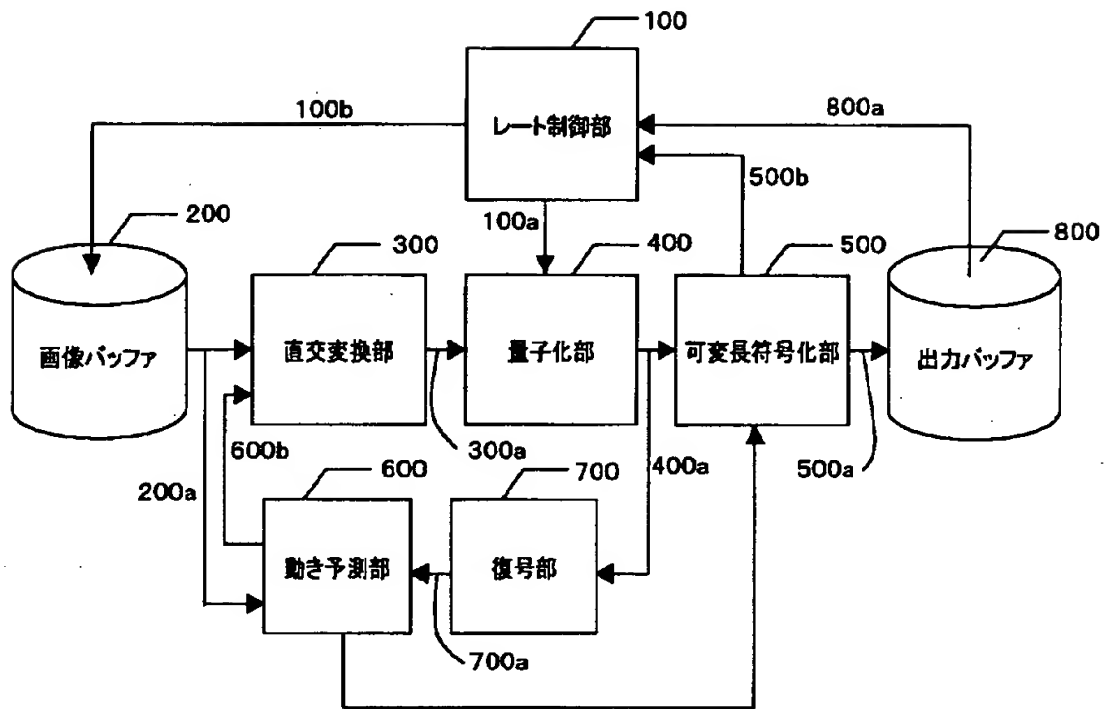 100
100b
レート制御部
800a
500b
200
100a
300
400
500
800
画像バッファ
直交変換部
量子化部
可変長符号化部
出力バッファ
600b
300a
400a
500a
200a
600
700
動き予測部
復号部
700a